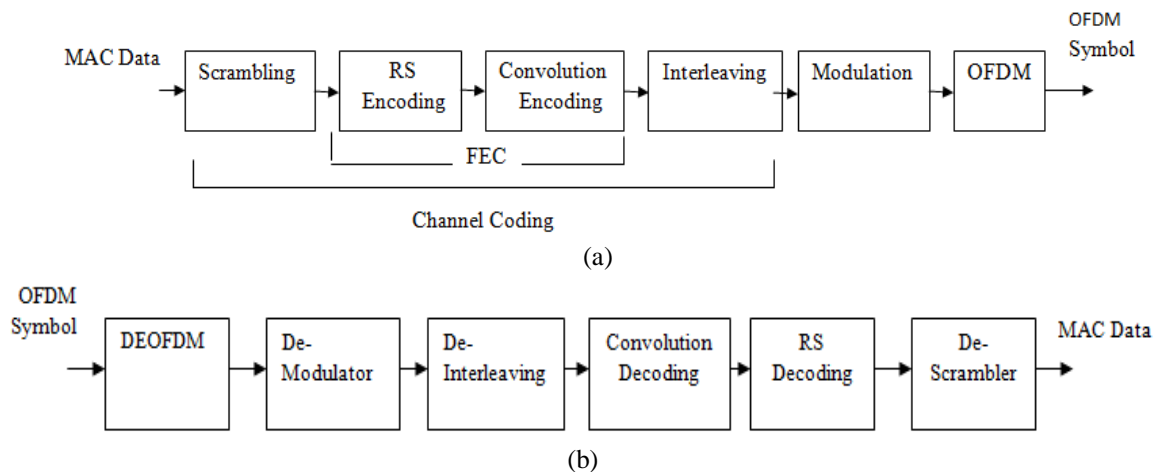 OFDM
Symbol
MAC Data
Scrambling
RS
Encoding
Convolution
Encoding
Interleaving
Modulation
OFDM
FEC
Channel Coding
(a)
OFDM
Symbol
DEOFDM
De-
Modulator
De-
Interleaving
Convolution
Decoding
RS
Decoding
De-
Scrambler
MAC Data
(b)